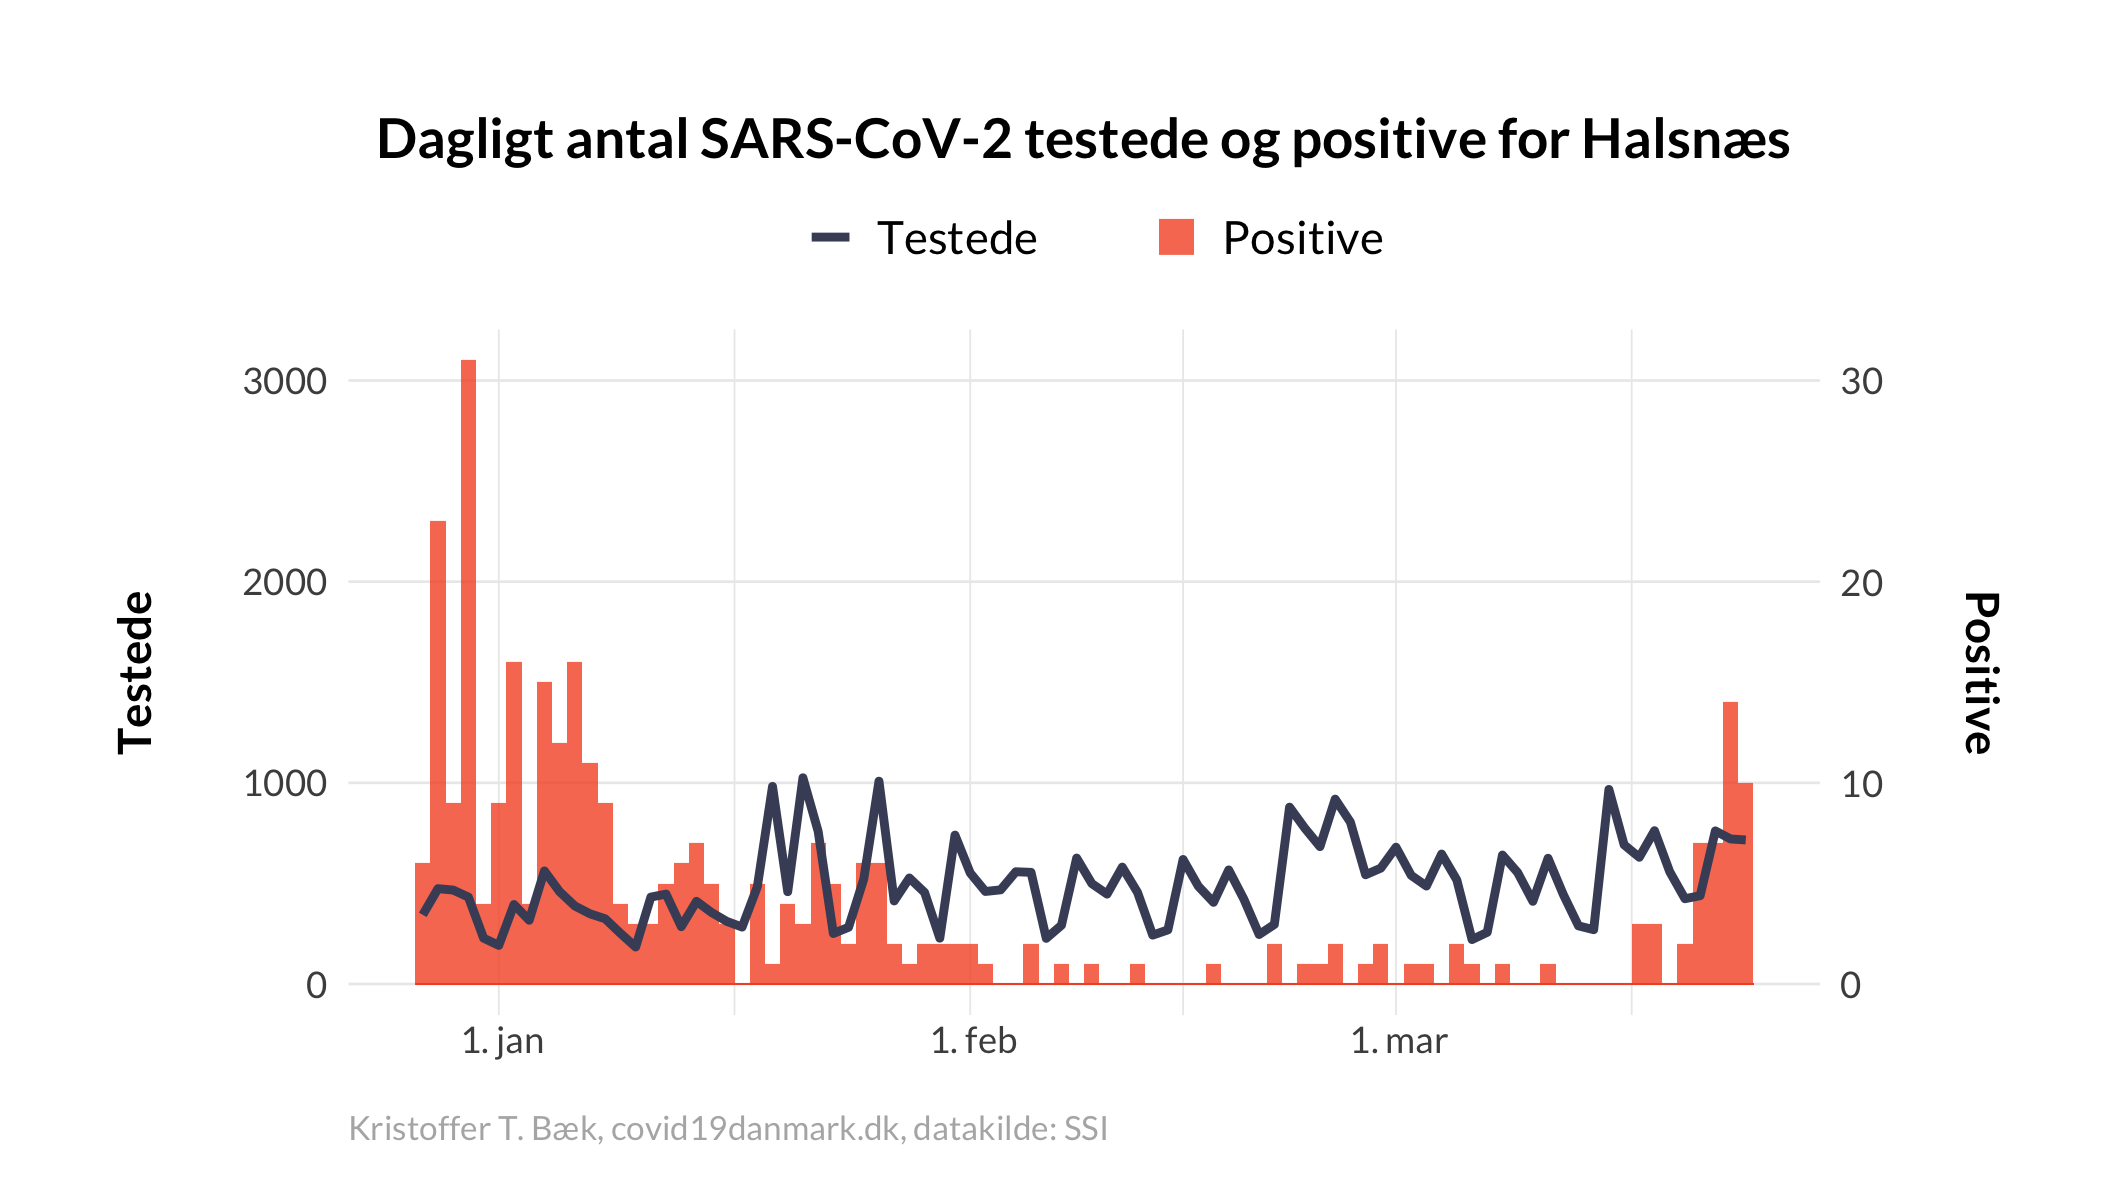 Dagligt antal SARS-CoV-2 testede og positive for Halsnæs
Testede
Positive
3000
2000
1000
0
Testede
30
20
10
0
Positive
1. jan
1. feb
1. mar
Kristoffer T. Bæk, covid19danmark.dk, datakilde: SSI